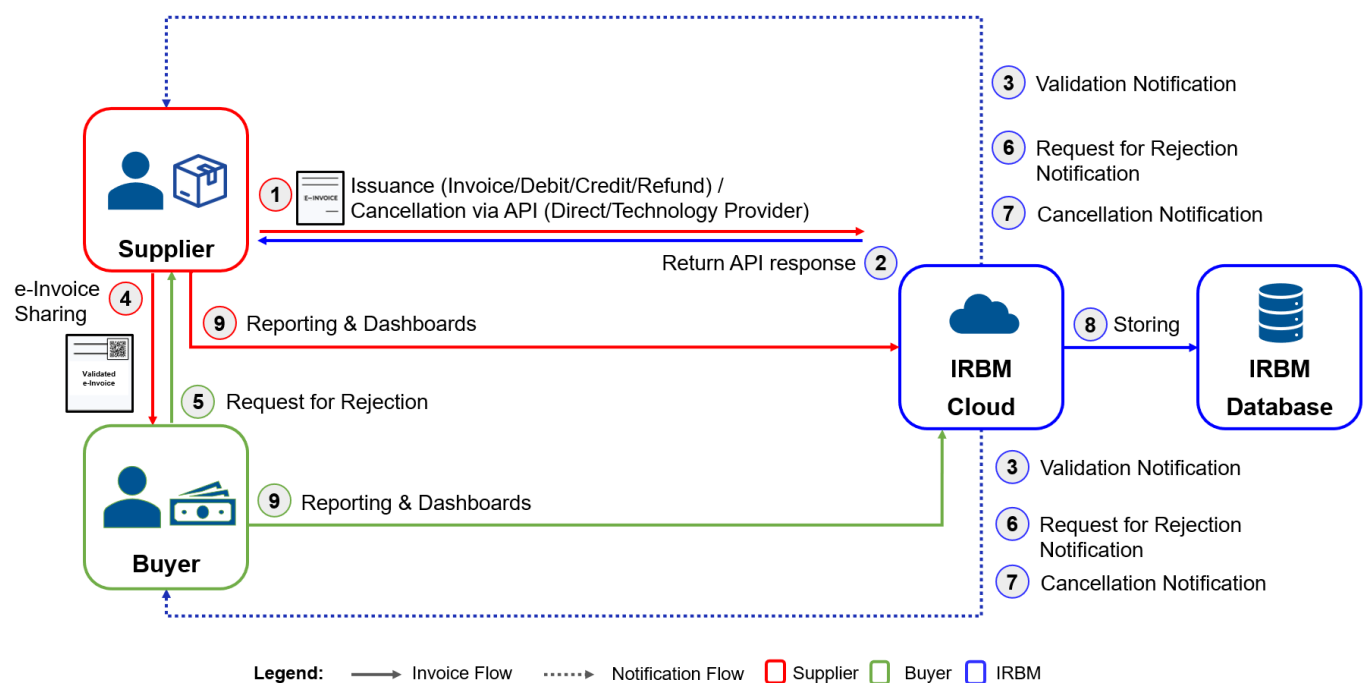 3 Validation Notification
6 Request for Rejection
Notification
7 Cancellation Notification
1 E-INVOICE Issuance (Invoice/Debit/Credit/Refund) /
Cancellation via API (Direct/Technology Provider)
Supplier
Return API response 2
e-Invoice
Sharing
4
9 Reporting & Dashboards
8 Storing
Validated
e-Invoice
IRBM
Cloud
IRBM
Database
5 Request for Rejection
3 Validation Notification
9 Reporting & Dashboards
6 Request for Rejection
Notification
Buyer
7 Cancellation Notification
Legend: Invoice Flow Notification Flow Supplier Buyer IRBM